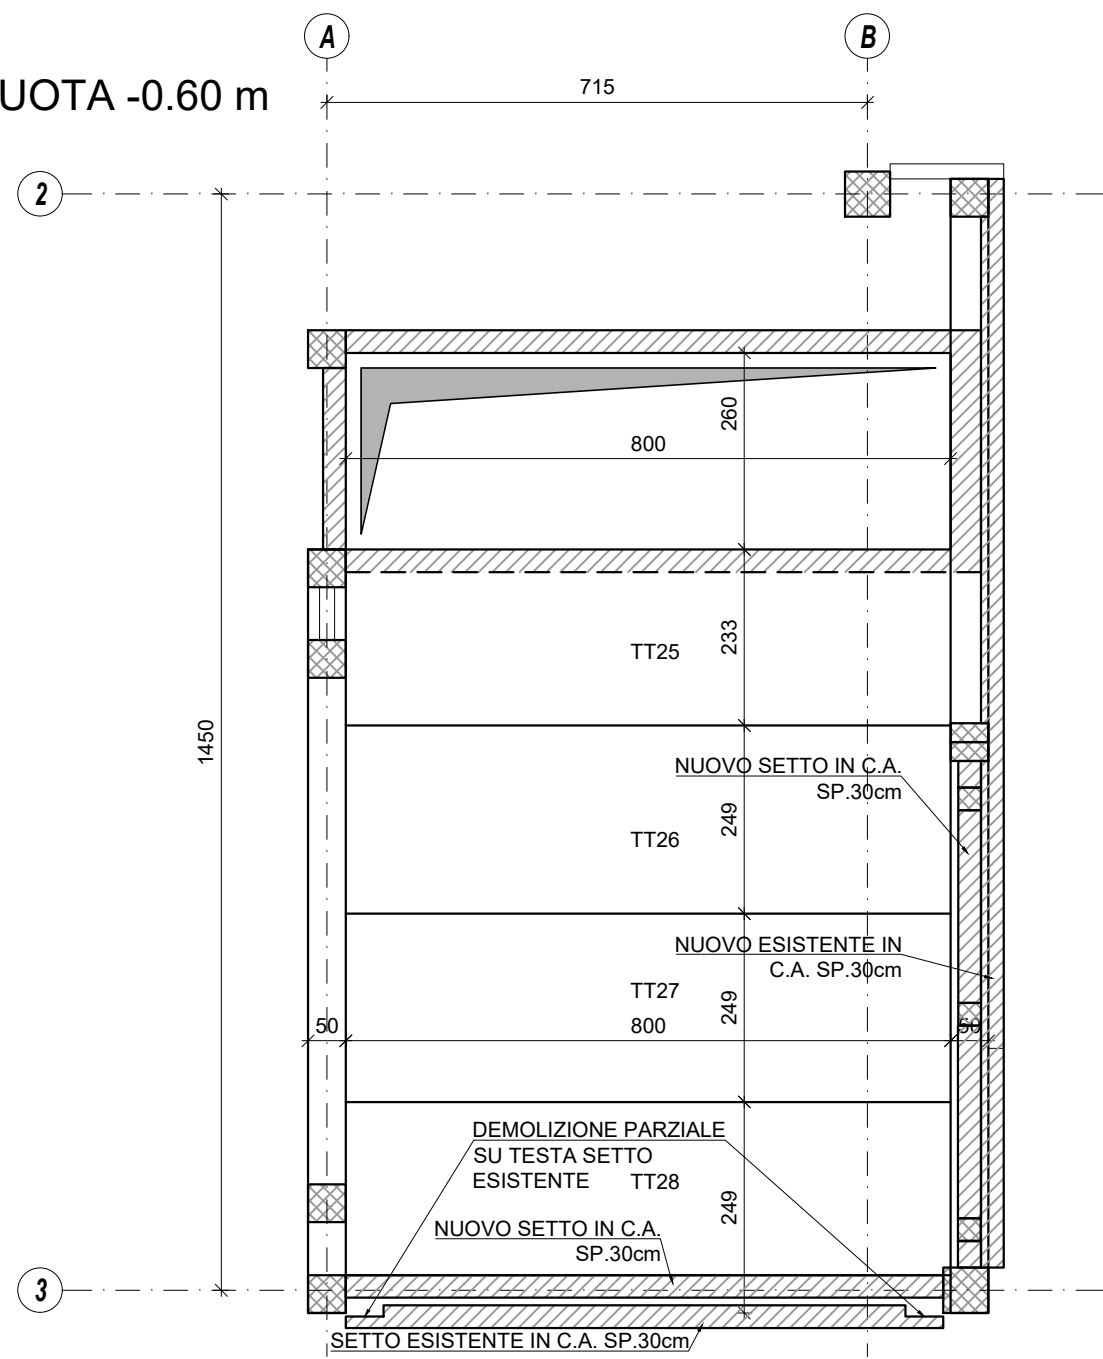 A
B
UOTA -0.60 m
715
2
260
800
233
TT25
1450
NUOVO SETTO IN C.A.
SP.30cm
249
TT26
NUOVO ESISTENTE IN
C.A. SP.30cm
TT27
249
50
800
50
DEMOLIZIONE PARZIALE
SU TESTA SETTO
ESISTENTE
TT28
249
NUOVO SETTO IN C.A.
SP.30cm
3
SETTO ESISTENTE IN C.A. SP.30cm